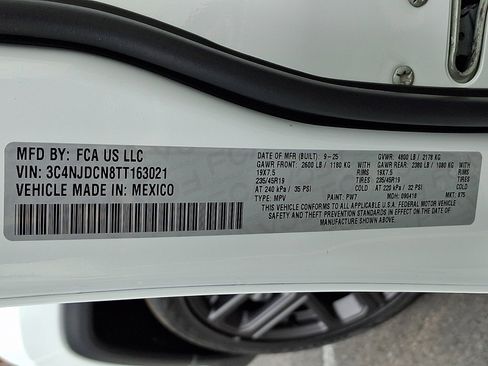 MFD BY: FCA US LLC
VIN: 3C4NJDCN8TT163021
VEHICLE MADE IN: MEXICO
DATE OF MFR (BUILT): 9-25 GVWR: 4800 LB / 2178 KG
GAWR FRONT: 2600 LB / 1180 KG GAWR REAR: 2380 LB / 1080 KG
19X7.5 RIMS 19X7.5 RIMS
235/45R19 TIRES 235/45R19 TIRES
AT 240 kPa / 35 PSI COLD AT 220 kPa / 32 PSI COLD
TYPE: MPV PAINT: PW7 MDH: 090418 MKT: 875
THIS VEHICLE CONFORMS TO ALL APPLICABLE U.S.A. FEDERAL MOTOR VEHICLE
SAFETY AND THEFT PREVENTION STANDARDS IN EFFECT ON THE DATE OF
MANUFACTURE SHOWN ABOVE.